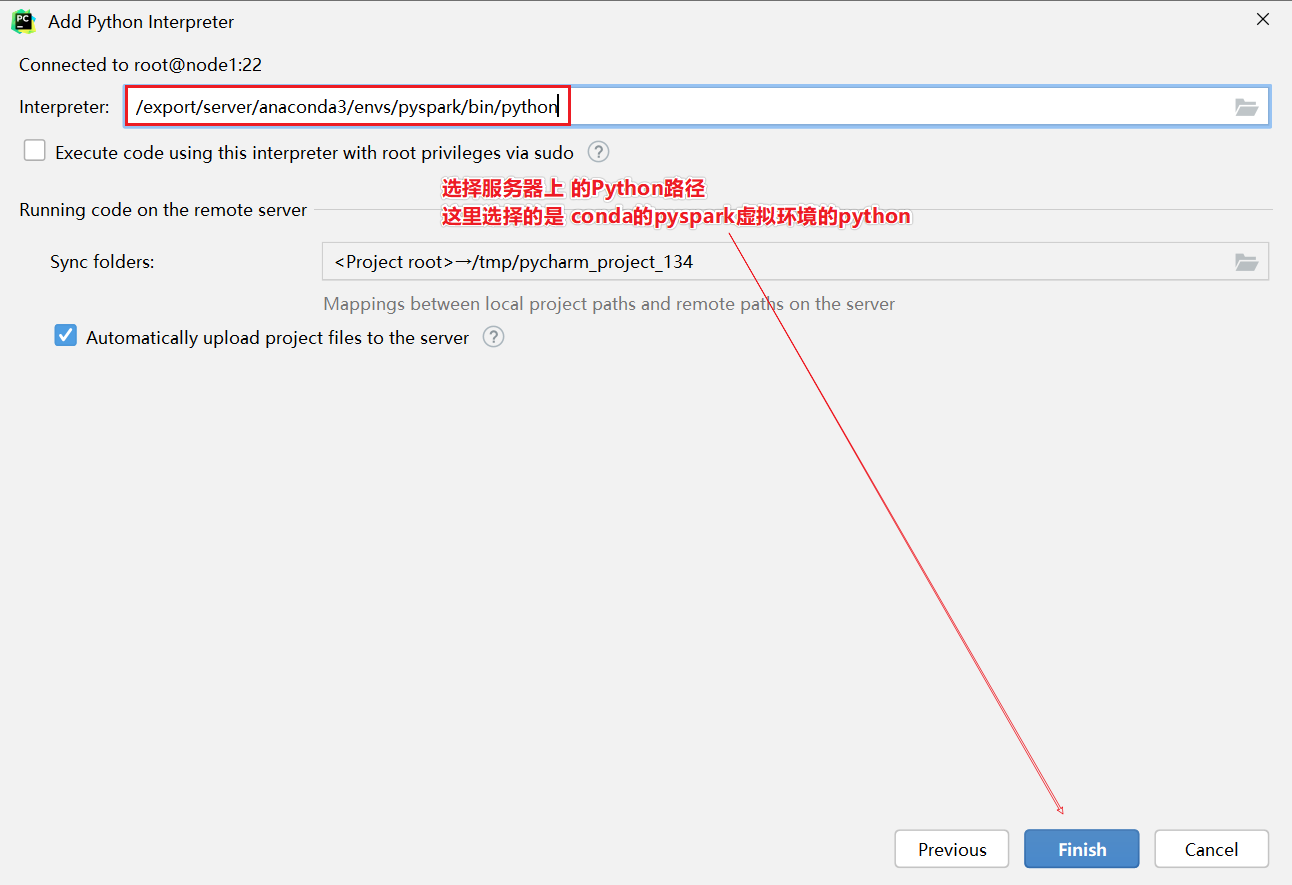 PC
Add Python Interpreter
Connected to root@node1:22
Interpreter: /export/server/anaconda3/envs/pyspark/bin/python
Execute code using this interpreter with root privileges via sudo ?
选择服务器上 的Python路径
Running code on the remote server
这里选择的是 conda的pyspark虚拟环境的python
Sync folders: <Project root>→/tmp/pycharm_project_134
Mappings between local project paths and remote paths on the server
Automatically upload project files to the server ?
Previous Finish Cancel